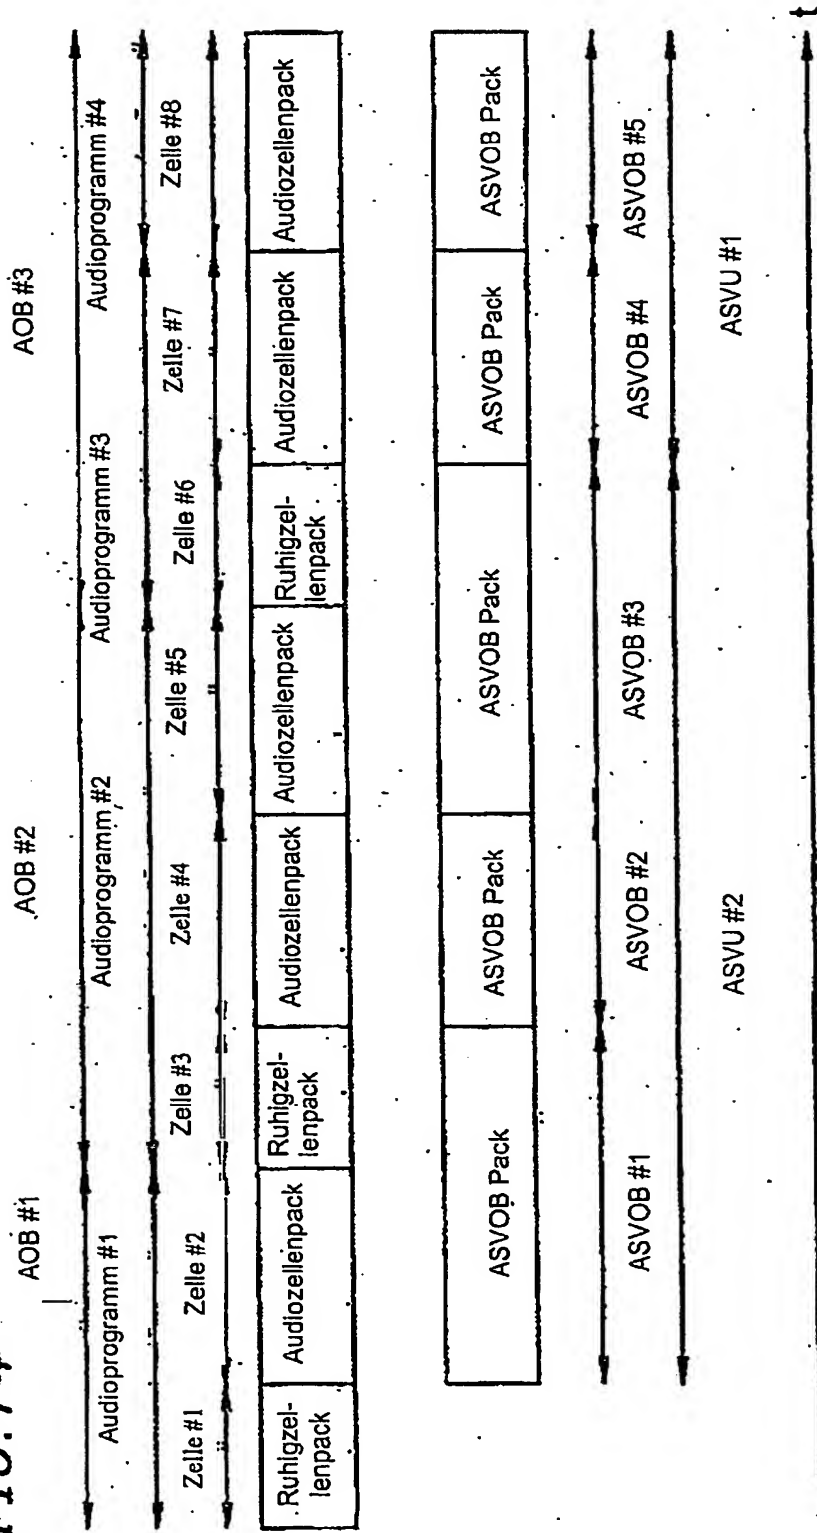 AOB #1
AOB #2
AOB #3
Audioprogramm #1
Audioprogramm #2
Audioprogramm #3
Audioprogramm #4
Zelle #1
Zelle #2
Zelle #3
Zelle #4
Zelle #5
Zelle #6
Zelle #7
Zelle #8
Ruhigzel-
lenpack
Audiozellenpack
Ruhigzel-
lenpack
Audiozellenpack
Audiozellenpack
Ruhigzel-
lenpack
Audiozellenpack
Audiozellenpack
ASVOB Pack
ASVOB Pack
ASVOB Pack
ASVOB Pack
ASVOB Pack
ASVOB #1
ASVOB #2
ASVOB #3
ASVOB #4
ASVOB #5
ASVU #2
ASVU #1
t